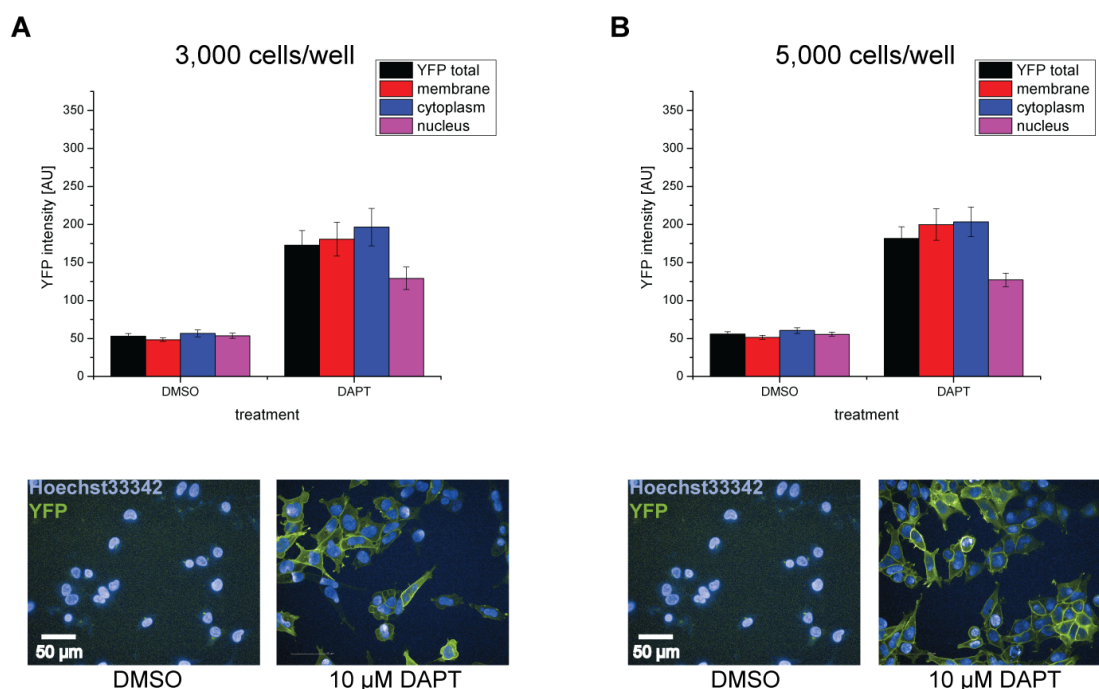 A
3,000 cells/well
YFP total
membrane
cytoplasm
nucleus
YFP intensity [AU]
350
300
250
200
150
100
50
0
DMSO
DAPT
treatment
Hoechst33342
YFP
50 µm
DMSO
10 µM DAPT
B
5,000 cells/well
YFP total
membrane
cytoplasm
nucleus
YFP intensity [AU]
350
300
250
200
150
100
50
0
DMSO
DAPT
treatment
Hoechst33342
YFP
50 µm
DMSO
10 µM DAPT